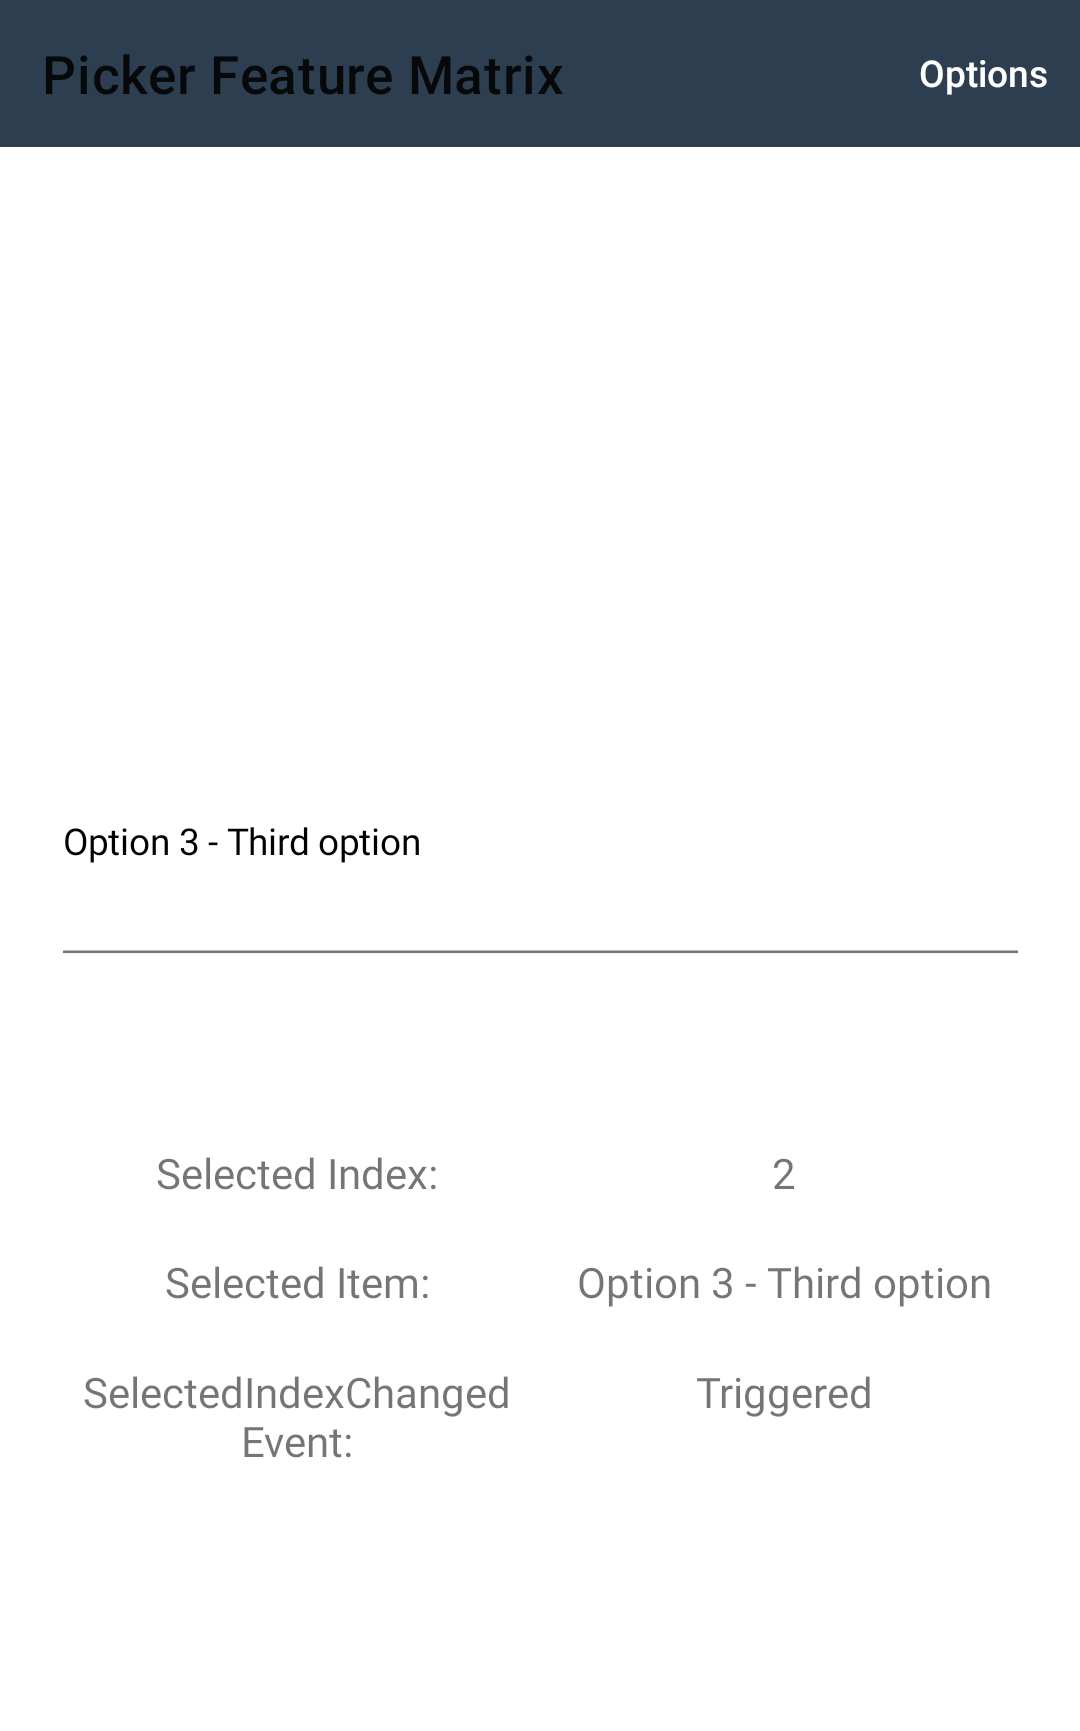 Picker Feature Matrix
Options
Option 3 - Third option
Selected Index:
2
Selected Item:
Option 3 - Third option
SelectedIndexChanged
Event:
Triggered